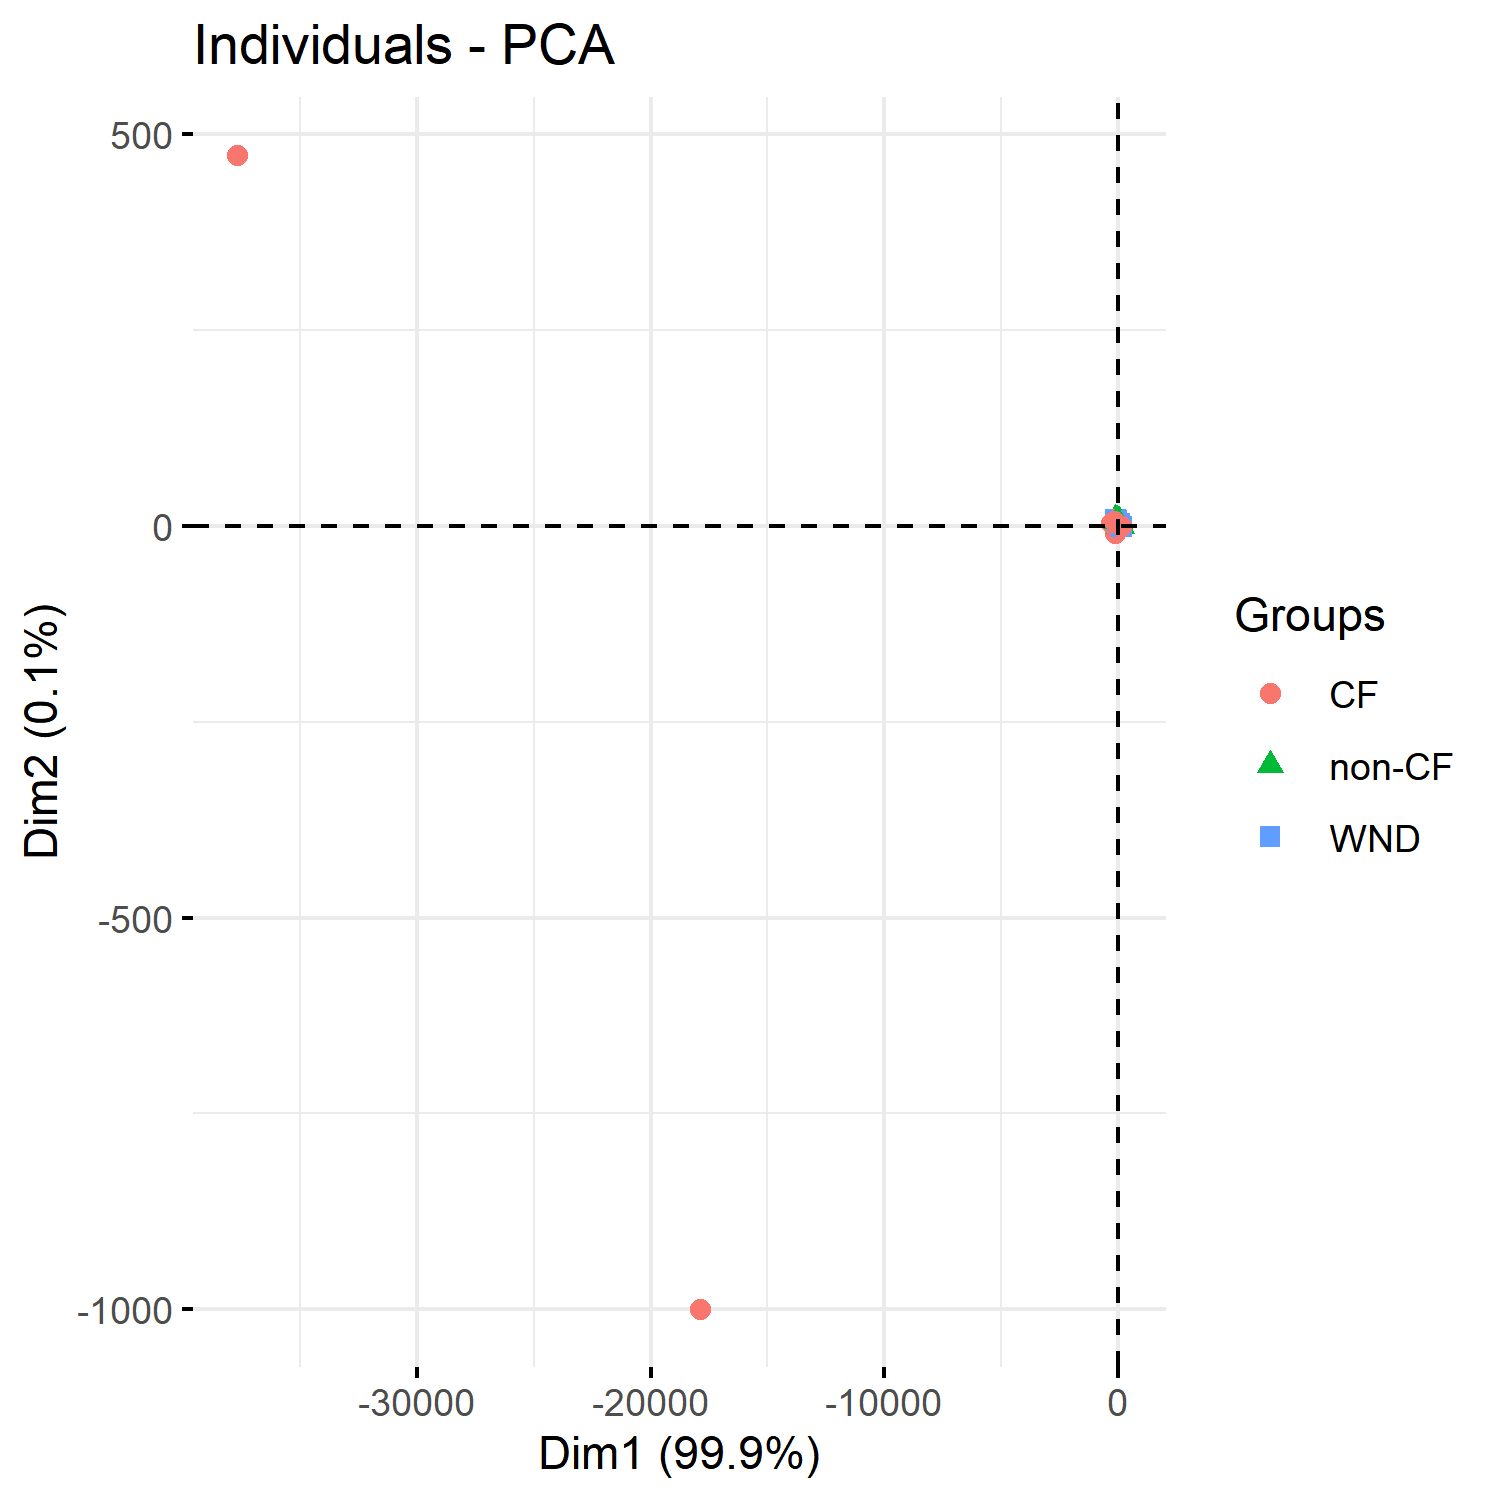 Individuals - PCA
500
0
-500
-1000
Dim2 (0.1%)
-30000
-20000
-10000
0
Dim1 (99.9%)
Groups
CF
non-CF
WND